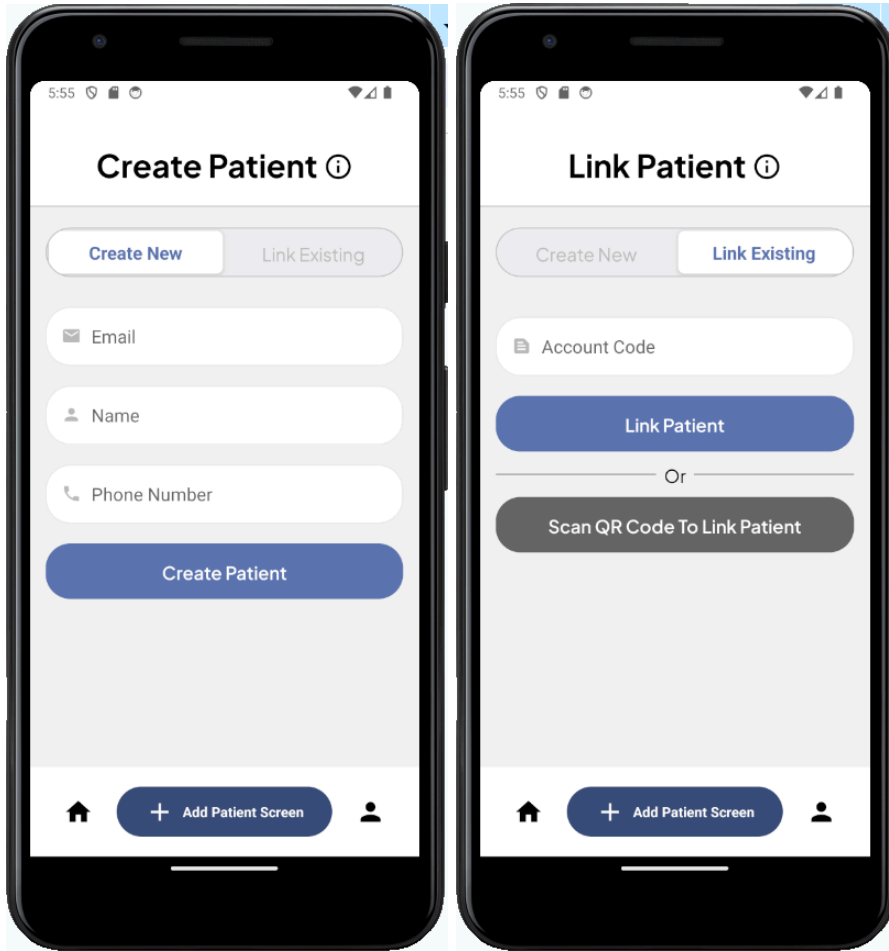 5:55
Create Patient
Create New
Link Existing
Email
Name
Phone Number
Create Patient
Add Patient Screen
5:55
Link Patient
Create New
Link Existing
Account Code
Link Patient
Or
Scan QR Code To Link Patient
Add Patient Screen